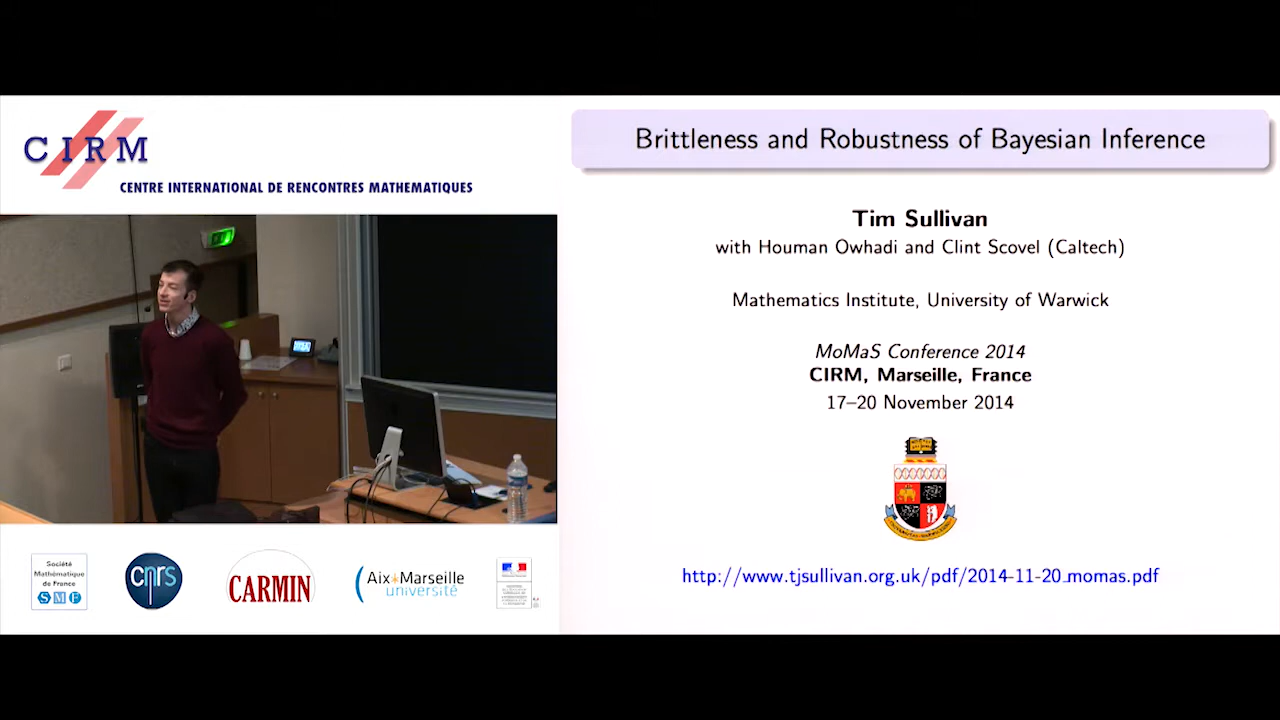 CIRM
CENTRE INTERNATIONAL DE RENCONTRES MATHEMATIQUES
Brittleness and Robustness of Bayesian Inference
Tim Sullivan
with Houman Owhadi and Clint Scovel (Caltech)
Mathematics Institute, University of Warwick
MoMaS Conference 2014
CIRM, Marseille, France
17–20 November 2014
http://www.tjsullivan.org.uk/pdf/2014-11-20_momas.pdf
Société
Mathématique
de France
SMF
cnrs
CARMIN
Aix*Marseille
université